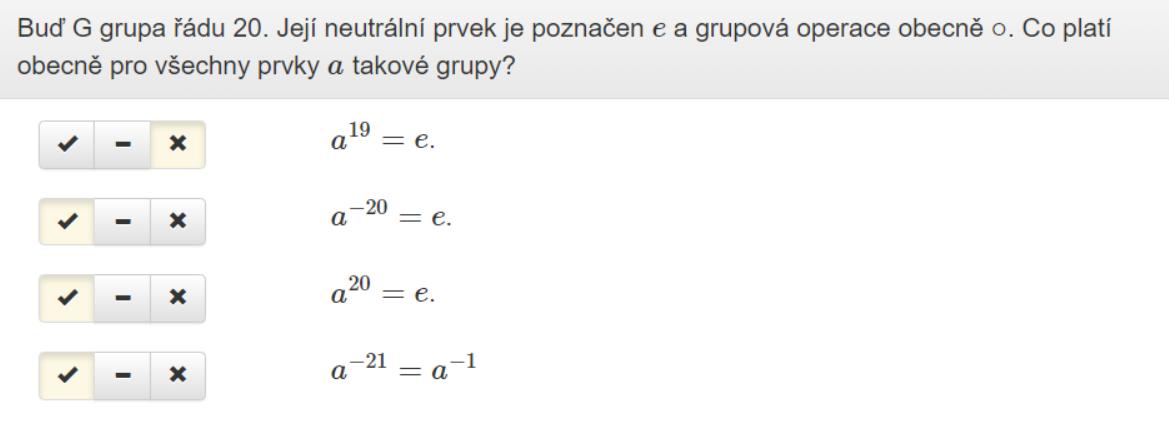 Buď G grupa řádu 20. Její neutrální prvek je poznačen e a grupová operace obecně ∘. Co platí
obecně pro všechny prvky a takové grupy?
a^{19} = e.
a^{-20} = e.
a^{20} = e.
a^{-21} = a^{-1}